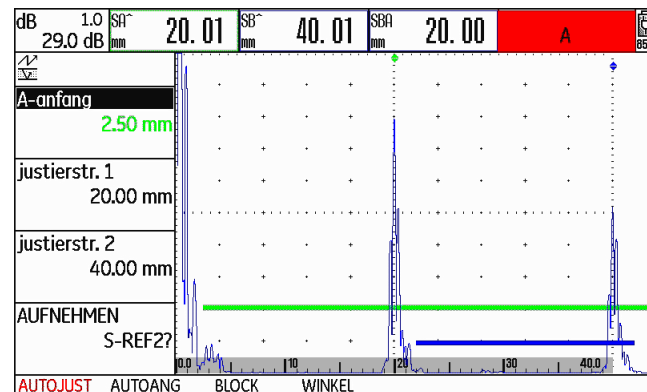 dB 1.0 SA^ 20.01 SB^ 40.01 SBA 20.00 A
29.0 dB mm mm mm 85
A-anfang
2.50 mm
justierstr. 1
20.00 mm
justierstr. 2
40.00 mm
AUFNEHMEN
S-REF2?
0.0 10 20 30 40.0
AUTOJUST AUTOANG BLOCK WINKEL